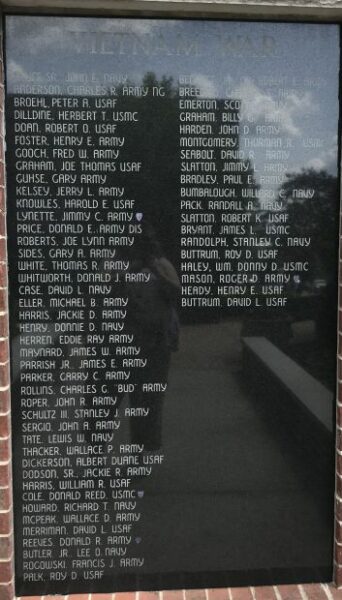 VIETNAM WAR
SR. JOHN E. NAVY
ANDERSON, CHARLES R. ARMY NG
BROEHL, PETER A. USAF
DILLDINE, HERBERT T. USMC
DOAN, ROBERT O. USAF
FOSTER, HENRY E. ARMY
GOOCH, FRED W. ARMY
GRAHAM, JOE THOMAS USAF
GUHSE, GARY ARMY
KELSEY, JERRY L. ARMY
KNOWLES, HAROLD E. USAF
LYNETTE, JIMMY C. ARMY
PRICE, DONALD E. ARMY DIS
ROBERTS, JOE LYNN ARMY
SIDES, GARY A. ARMY
WHITE, THOMAS R. ARMY
WHITWORTH, DONALD J. ARMY
CASE, DAVID L. NAVY
ELLER, MICHAEL B. ARMY
HARRIS, JACKIE D. ARMY
HENRY, DONNIE D. NAVY
HERREN, EDDIE RAY ARMY
MAYNARD, JAMES W. ARMY
PARRISH JR., JAMES E. ARMY
PARKER, GARRY C. ARMY
ROLLINS, CHARLES G. "BUD" ARMY
ROPER, JOHN R. ARMY
SCHULTZ III, STANLEY J. ARMY
SERGIO, JOHN A. ARMY
TATE, LEWIS W. NAVY
THACKER, WALLACE P. ARMY
DICKERSON, ALBERT DUANE USAF
DODSON, SR., JACKIE R. ARMY
HARRIS, WILLIAM R. USAF
COLE, DONALD REED, USMC
HOWARD, RICHARD T. NAVY
MCPEAK, WALLACE D. ARMY
MERRIMAN, DAVID L. USAF
REEVES, DONALD R. ARMY
BUTLER JR., LEE O. NAVY
ROGOWSKI, FRANCIS J. ARMY
PALK, ROY D. USAF
EMERTON, SCOTT
GRAHAM, BILLY G. ARMY
HARDEN, JOHN D. ARMY
MONTGOMERY, THURMAN R. USMC
SEABOLT, DAVID R. ARMY
SLATTON, JIMMY L. ARMY
BRADLEY, PAUL E. ARMY
BUMBALOUGH, WILLARD C. NAVY
PACK, RANDALL A. NAVY
SLATTON, ROBERT K. USAF
BRYANT, JAMES L. USMC
RANDOLPH, STANLEY C. NAVY
BUTTRUM, ROY D. USAF
HALEY, WM. DONNY D. USMC
MASON, ROGER D. ARMY
HEADY, HENRY E. USAF
BUTTRUM, DAVID L. USAF